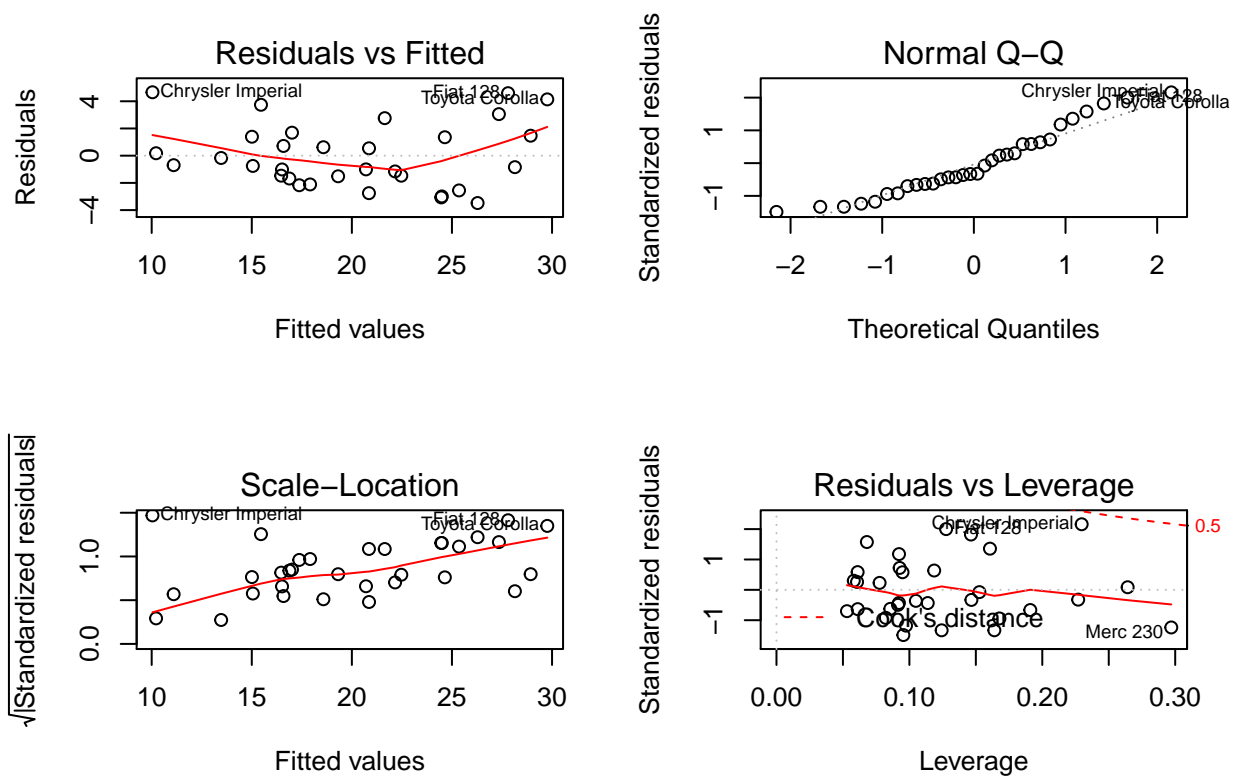 Residuals vs Fitted
Residuals
4
0
−4
Chrysler Imperial
Fiat 128
Toyota Corolla
10 15 20 25 30
Fitted values
Normal Q−Q
Standardized residuals
1
−1
Chrysler Imperial
Fiat 128
Toyota Corolla
−2 −1 0 1 2
Theoretical Quantiles
Scale−Location
√|Standardized residuals|
1.0
0.0
Chrysler Imperial
Fiat 128
Toyota Corolla
10 15 20 25 30
Fitted values
Residuals vs Leverage
Standardized residuals
1
−1
Chrysler Imperial
Fiat 128
0.5
Cook's distance
Merc 230
0.00 0.10 0.20 0.30
Leverage